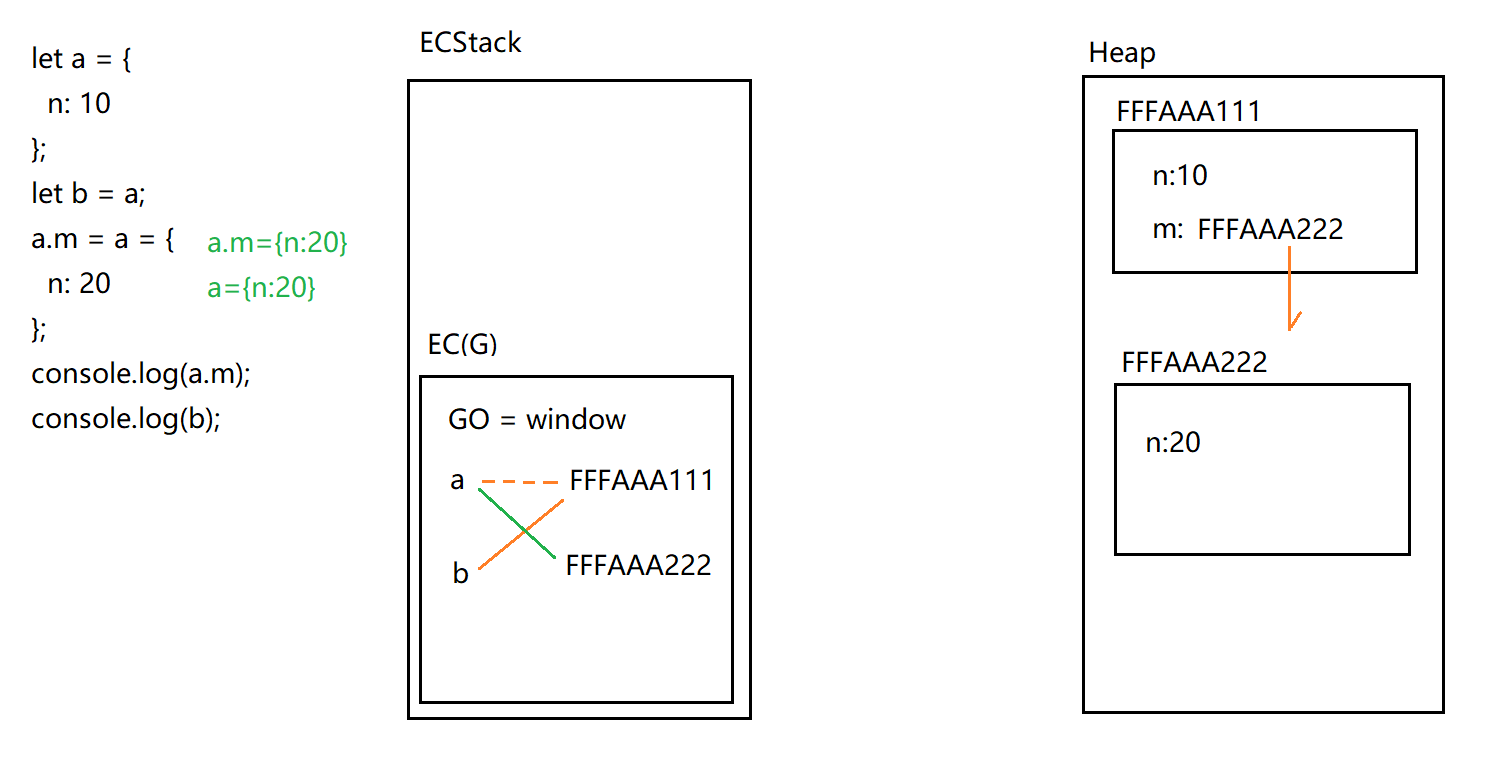 let a = {
n: 10
};
let b = a;
a.m = a = { a.m={n:20}
n: 20 a={n:20}
};
console.log(a.m);
console.log(b);
ECStack
EC(G)
GO = window
a FFFAAA111
b FFFAAA222
Heap
FFFAAA111
n:10
m: FFFAAA222
FFFAAA222
n:20